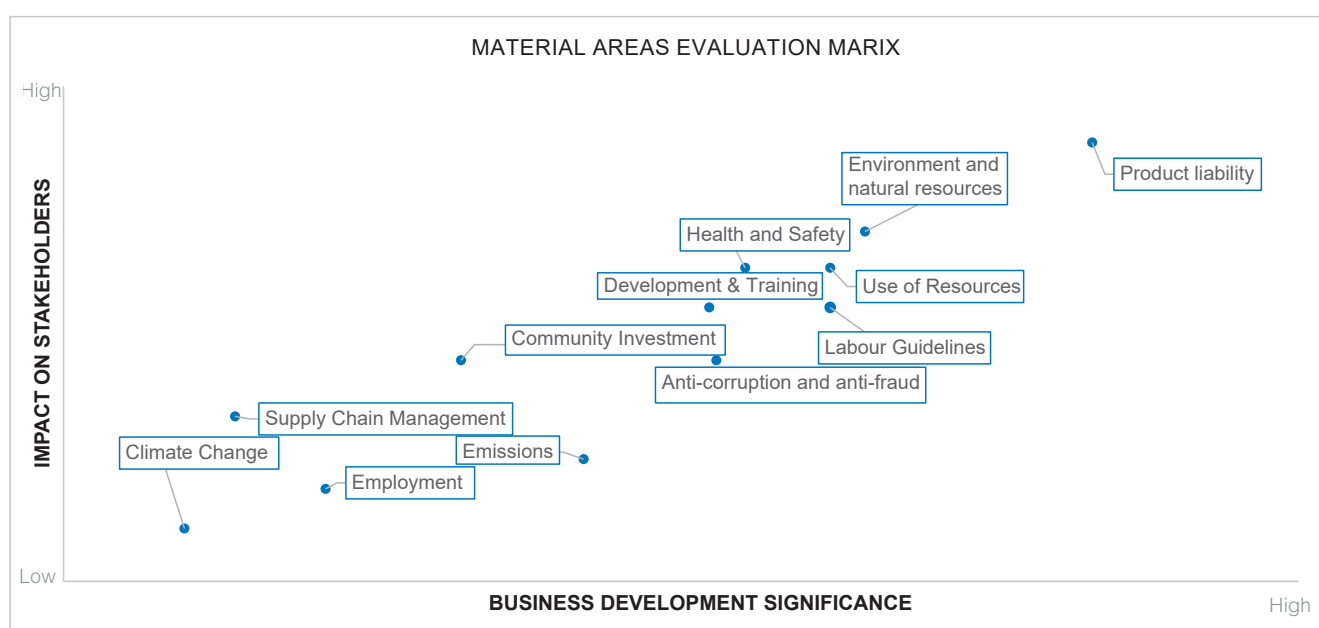 MATERIAL AREAS EVALUATION MARIX
High
Environment and
natural resources
Product liability
Health and Safety
Development & Training
Use of Resources
Community Investment
Labour Guidelines
Anti-corruption and anti-fraud
Supply Chain Management
Climate Change
Emissions
Employment
IMPACT ON STAKEHOLDERS
Low
BUSINESS DEVELOPMENT SIGNIFICANCE
High